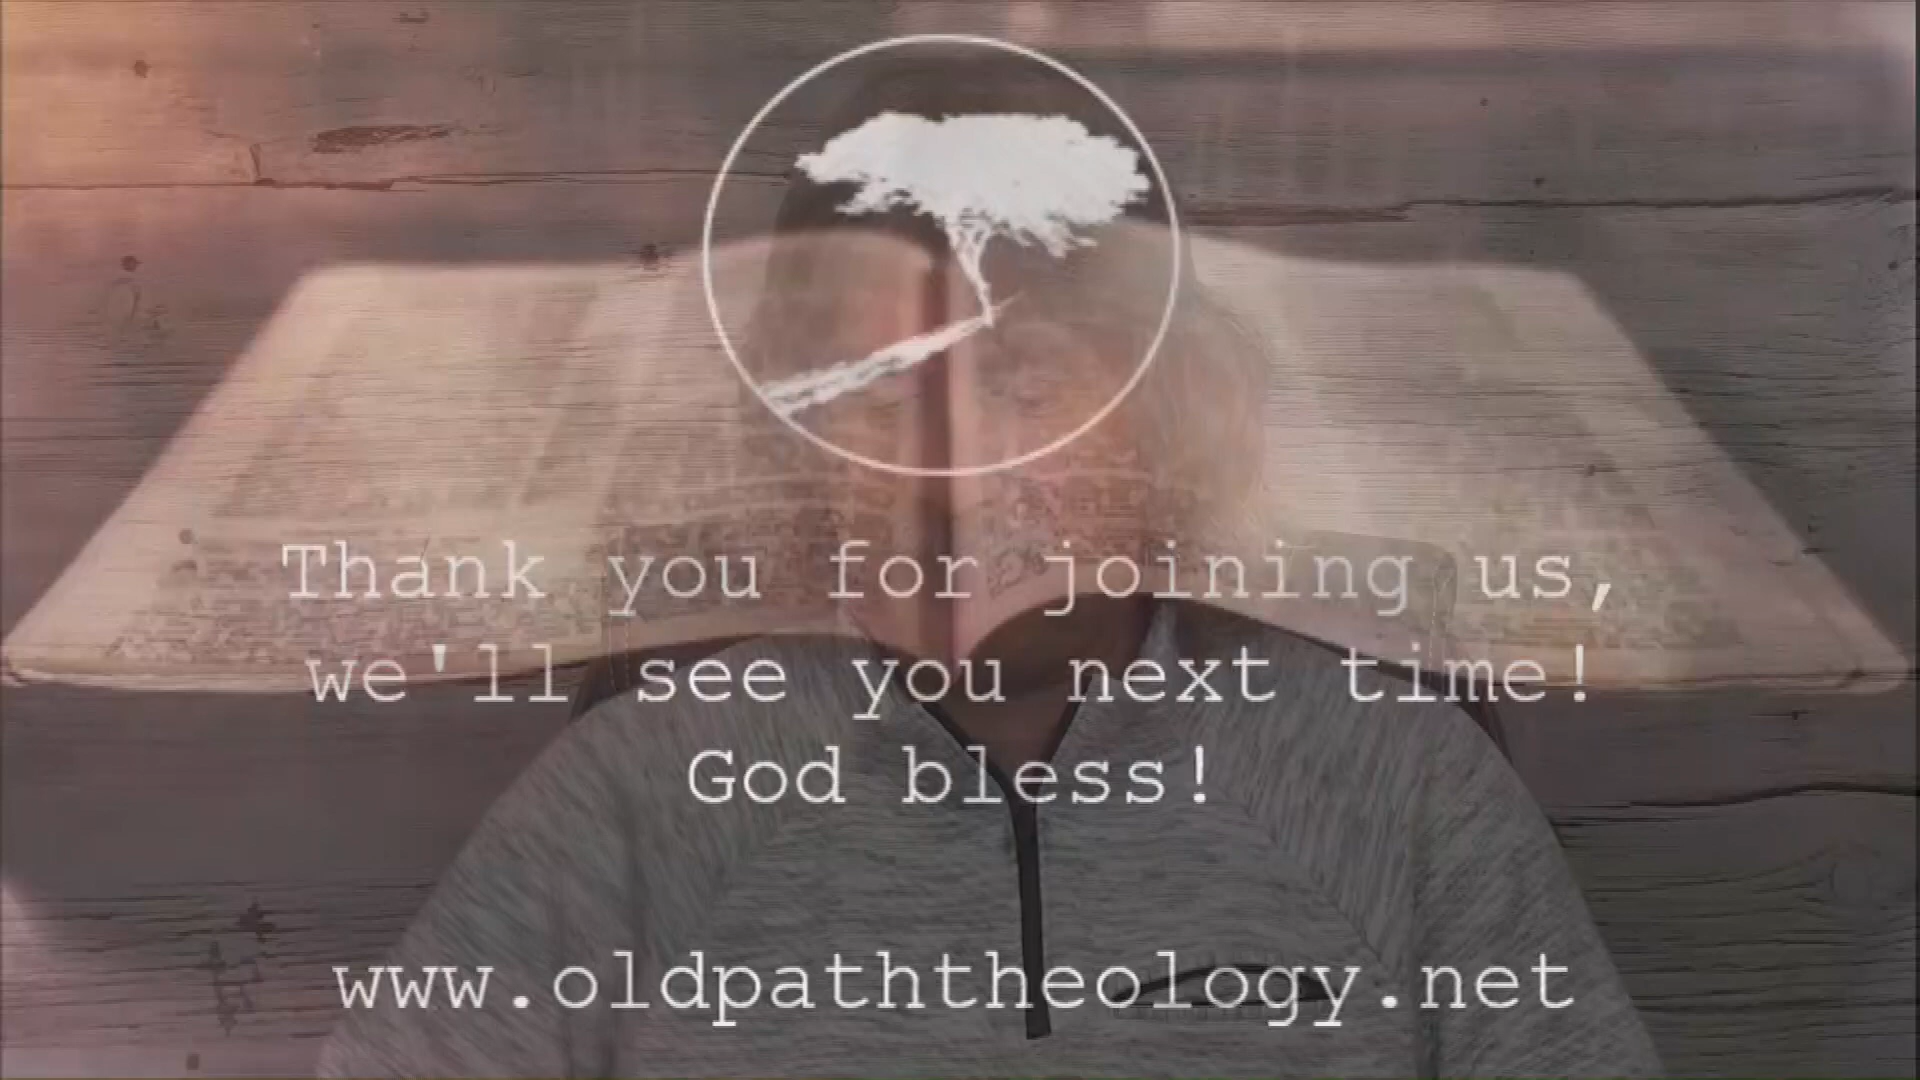 Thank you for joining us,
we'll see you next time!
God bless!
www.oldpaththeology.net